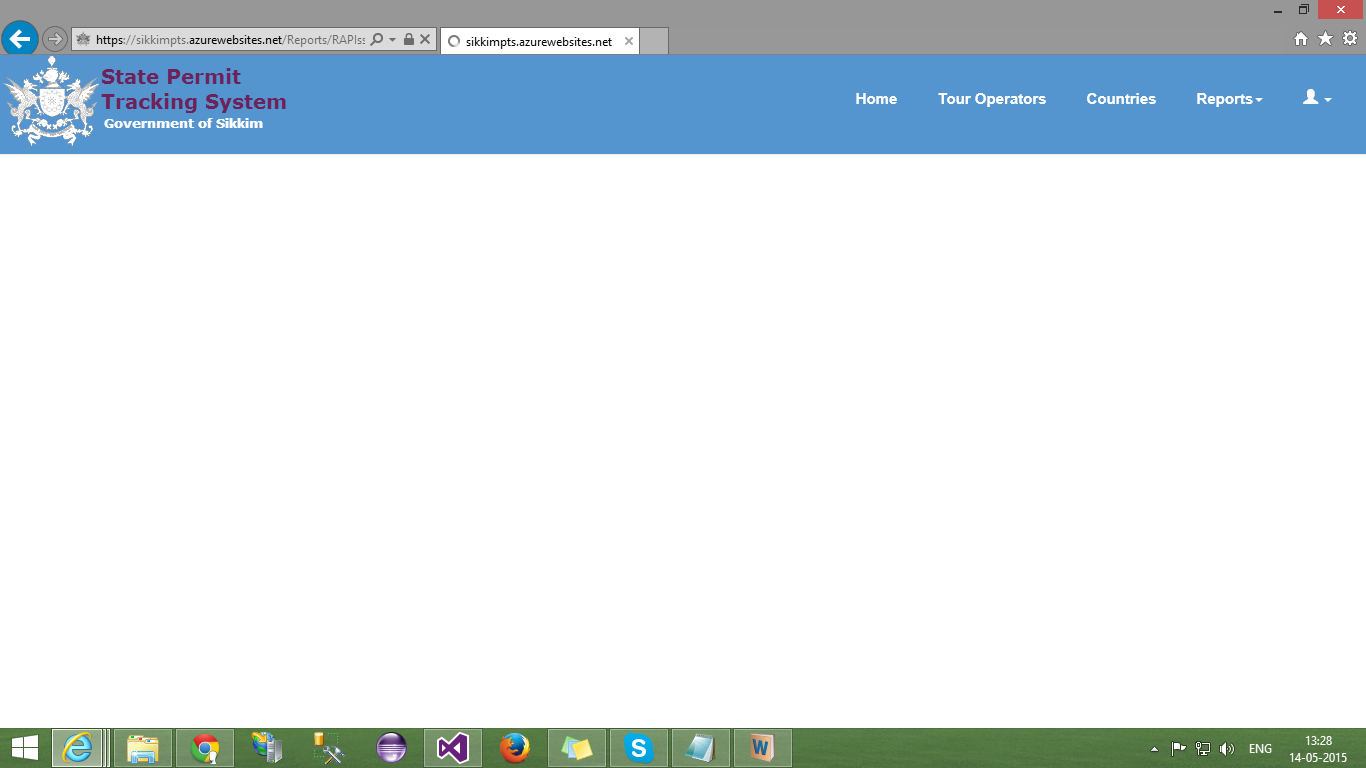 https://sikkimpts.azurewebsites.net/Reports/RAPIss
sikkimpts.azurewebsites.net
State Permit
Tracking System
Government of Sikkim
Home Tour Operators Countries Reports
ENG
13:28
14-05-2015